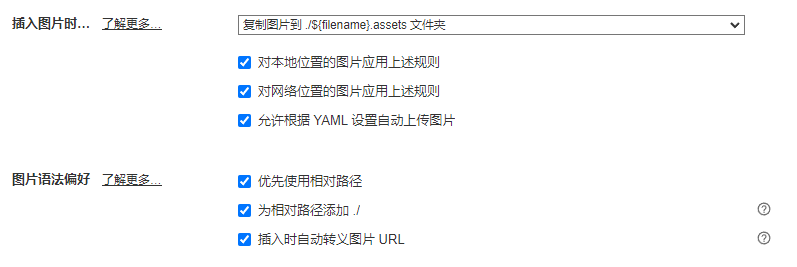 插入图片时... 了解更多... 复制图片到 ./${filename}.assets 文件夹
对本地位置的图片应用上述规则
对网络位置的图片应用上述规则
允许根据 YAML 设置自动上传图片
图片语法偏好 了解更多... 优先使用相对路径
为相对路径添加 ./
插入时自动转义图片 URL